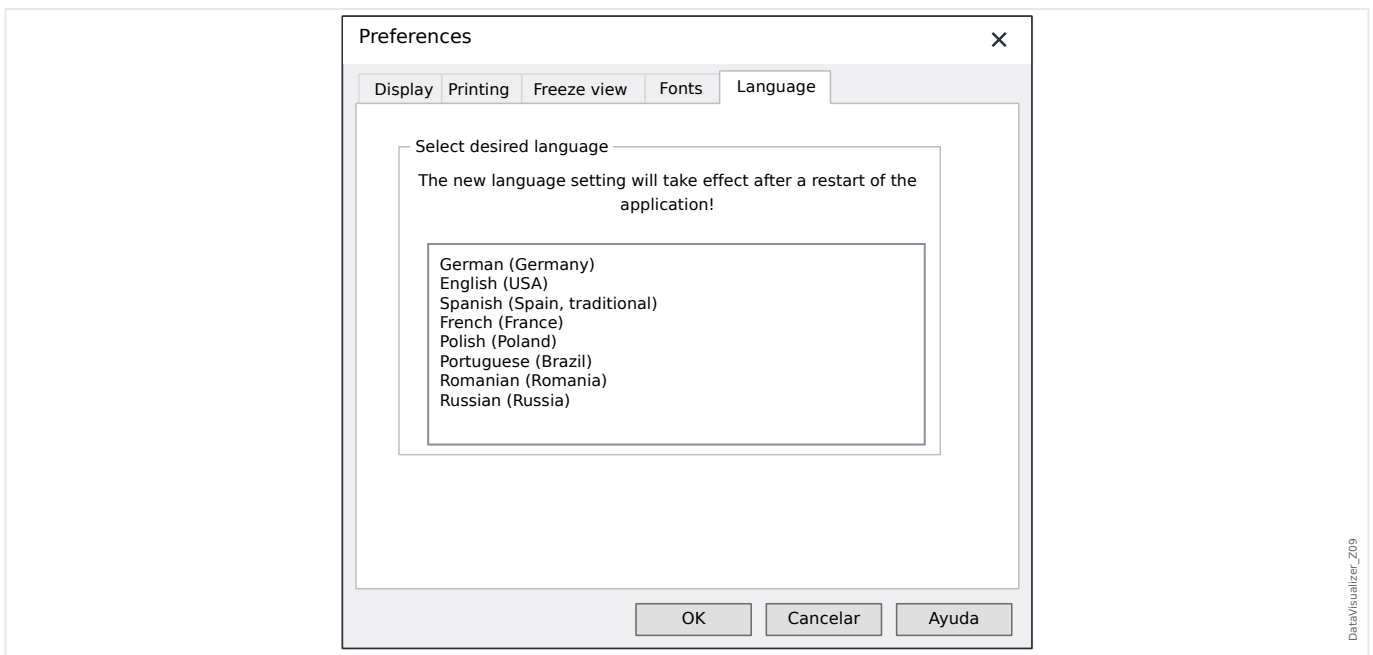 Preferences
Display Printing Freeze view Fonts Language
Select desired language
The new language setting will take effect after a restart of the
application!
German (Germany)
English (USA)
Spanish (Spain, traditional)
French (France)
Polish (Poland)
Portuguese (Brazil)
Romanian (Romania)
Russian (Russia)
OK Cancelar Ayuda
DataVisualizer_Z09